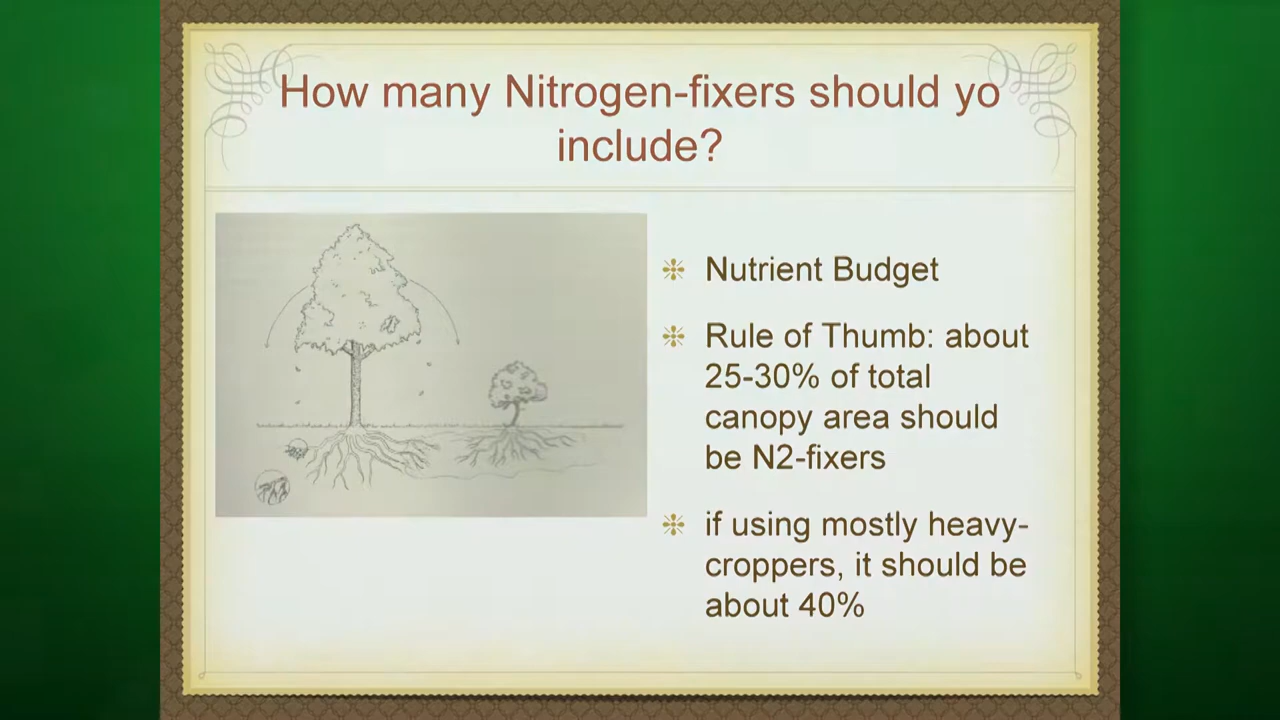 How many Nitrogen-fixers should yo
include?
Nutrient Budget
Rule of Thumb: about
25-30% of total
canopy area should
be N2-fixers
if using mostly heavy-
croppers, it should be
about 40%